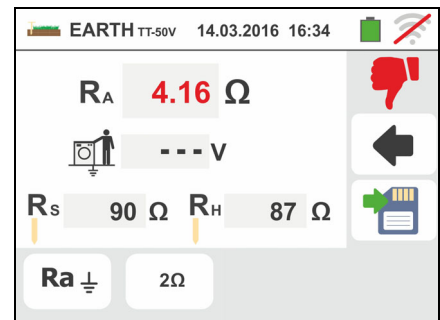 EARTH TT-50V 14.03.2016 16:34
RA 4.16 Ω
- - - V
RS 90 Ω RH 87 Ω
Ra 2Ω